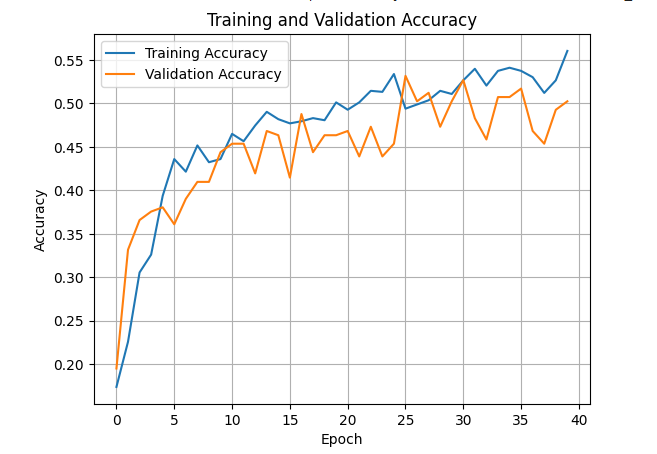 Training and Validation Accuracy
Training Accuracy
Validation Accuracy
0.55
0.50
0.45
0.40
0.35
0.30
0.25
0.20
Accuracy
0 5 10 15 20 25 30 35 40
Epoch